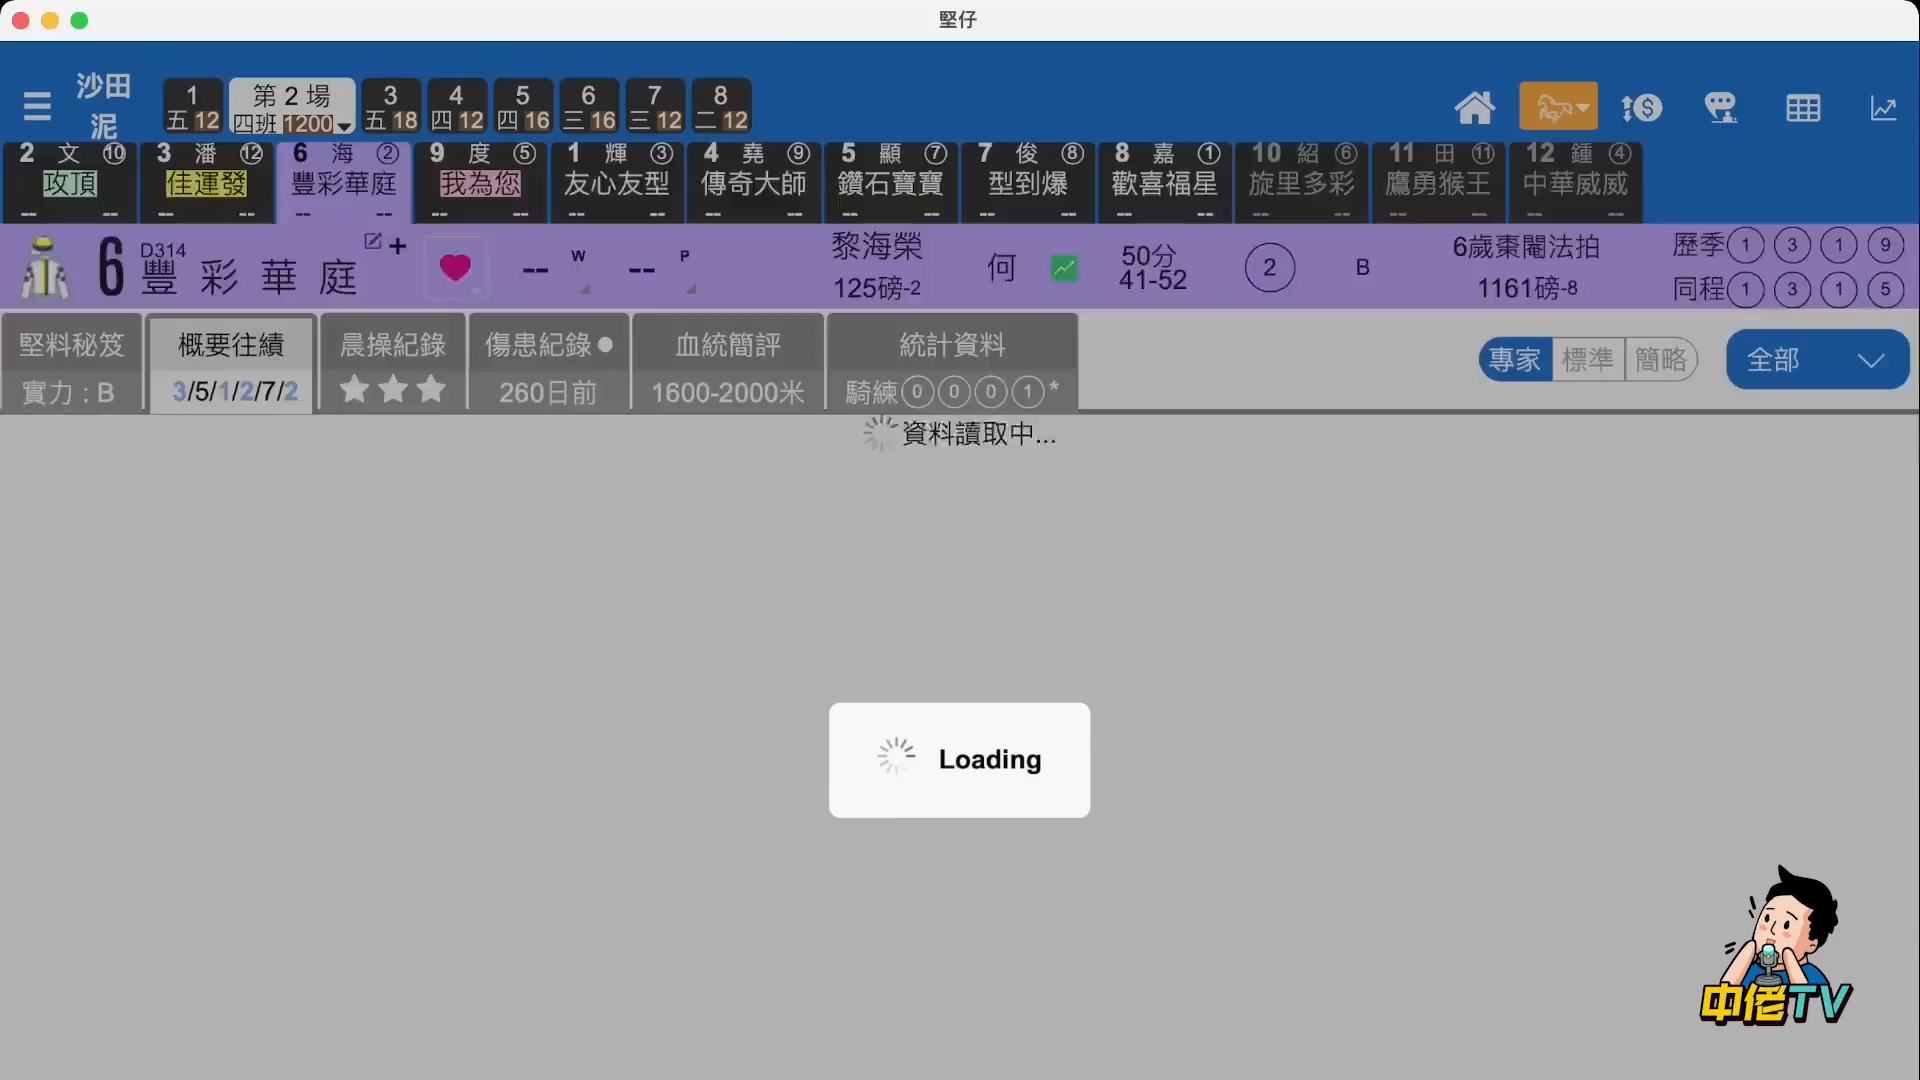 堅仔
沙田泥
1 五 12
第 2 場 四班 1200
3 五 18
4 四 12
5 四 16
6 三 16
7 三 12
8 二 12
2 文 ⑩ 攻頂 -- --
3 潘 ⑫ 佳運發 -- --
6 海 ② 豐彩華庭 -- --
9 度 ⑤ 我為您 -- --
1 輝 ③ 友心友型 -- --
4 堯 ⑨ 傳奇大師 -- --
5 顯 ⑦ 鑽石寶寶 -- --
7 俊 ⑧ 型到爆 -- --
8 嘉 ① 歡喜福星 -- --
10 紹 ⑥ 旋里多彩 -- --
11 田 ⑪ 鷹勇猴王 -- --
12 鍾 ④ 中華威威 -- --
6 D314 豐彩華庭 +
-- W -- P
黎海榮
125磅-2
何
50分
41-52
2
B
6歲棗閹法拍
1161磅-8
歷季 1 3 1 9
同程 1 3 1 5
堅料秘笈
實力 : B
概要往績
3/5/1/2/7/2
晨操紀錄
傷患紀錄
260日前
血統簡評
1600-2000米
統計資料
騎練 0 0 0 1 *
專家 標準 簡略
全部
資料讀取中...
Loading
中佬TV